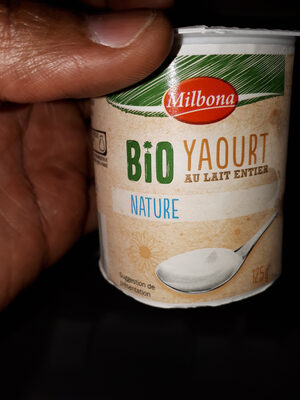 Milbona
BIO YAOURT
AU LAIT ENTIER
NATURE
Suggestion de
présentation
125g